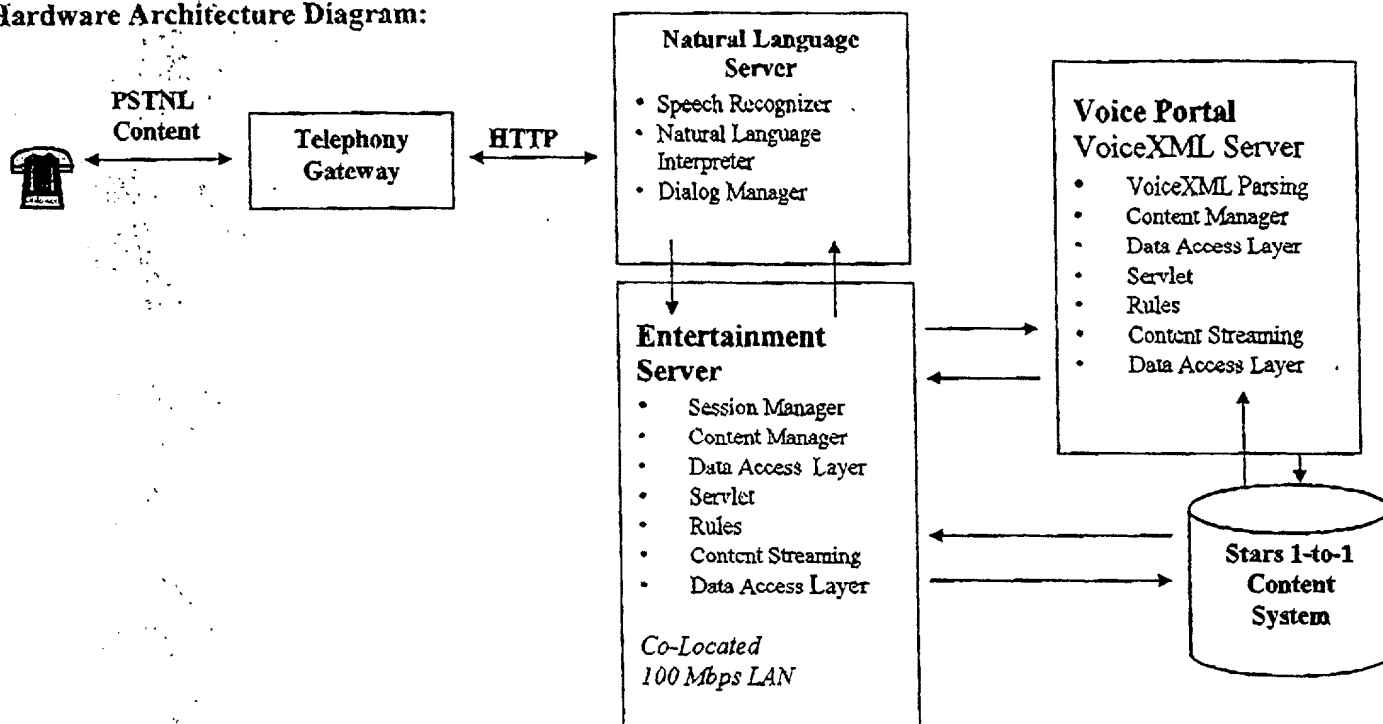 Hardware Architecture Diagram:
PSTNL
Content
Telephony
Gateway
HTTP
Natural Language
Server
• Speech Recognizer
• Natural Language
Interpreter
• Dialog Manager
Entertainment
Server
• Session Manager
• Content Manager
• Data Access Layer
• Servlet
• Rules
• Content Streaming
• Data Access Layer
Co-Located
100 Mbps LAN
Voice Portal
VoiceXML Server
• VoiceXML Parsing
• Content Manager
• Data Access Layer
• Servlet
• Rules
• Content Streaming
• Data Access Layer
Stars 1-to-1
Content
System